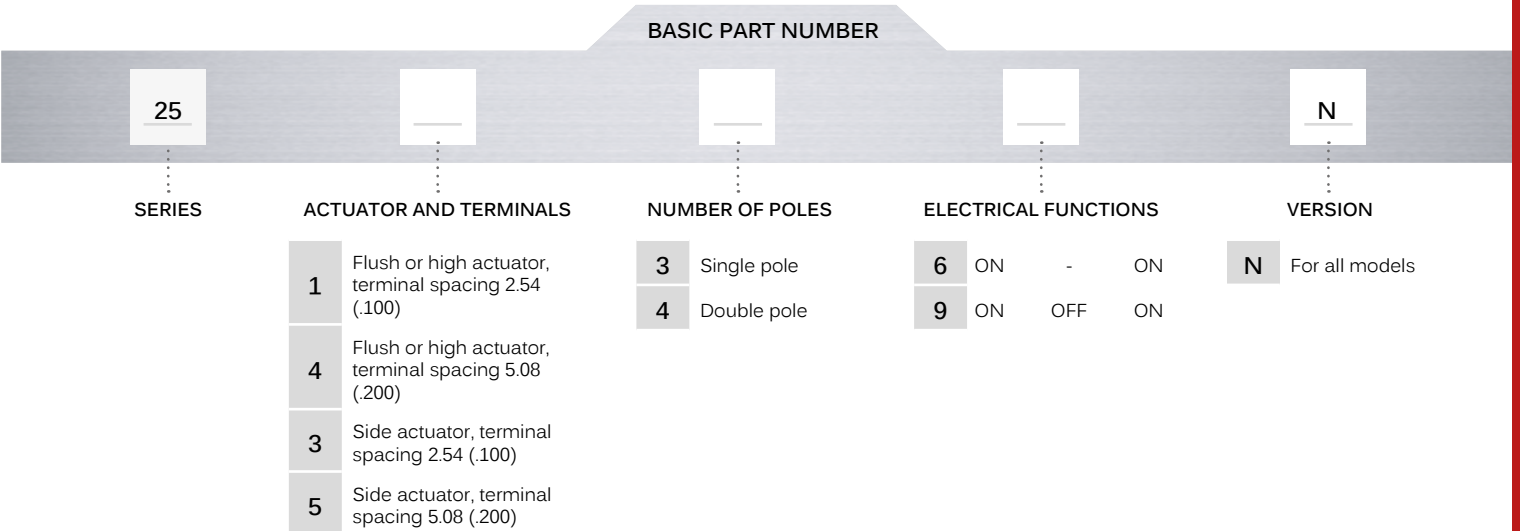 BASIC PART NUMBER
25
N
SERIES
ACTUATOR AND TERMINALS
NUMBER OF POLES
ELECTRICAL FUNCTIONS
VERSION
1
Flush or high actuator,
terminal spacing 2.54
(.100)
4
Flush or high actuator,
terminal spacing 5.08
(.200)
3
Side actuator, terminal
spacing 2.54 (.100)
5
Side actuator, terminal
spacing 5.08 (.200)
3 Single pole
4 Double pole
6 ON - ON
9 ON OFF ON
N For all models